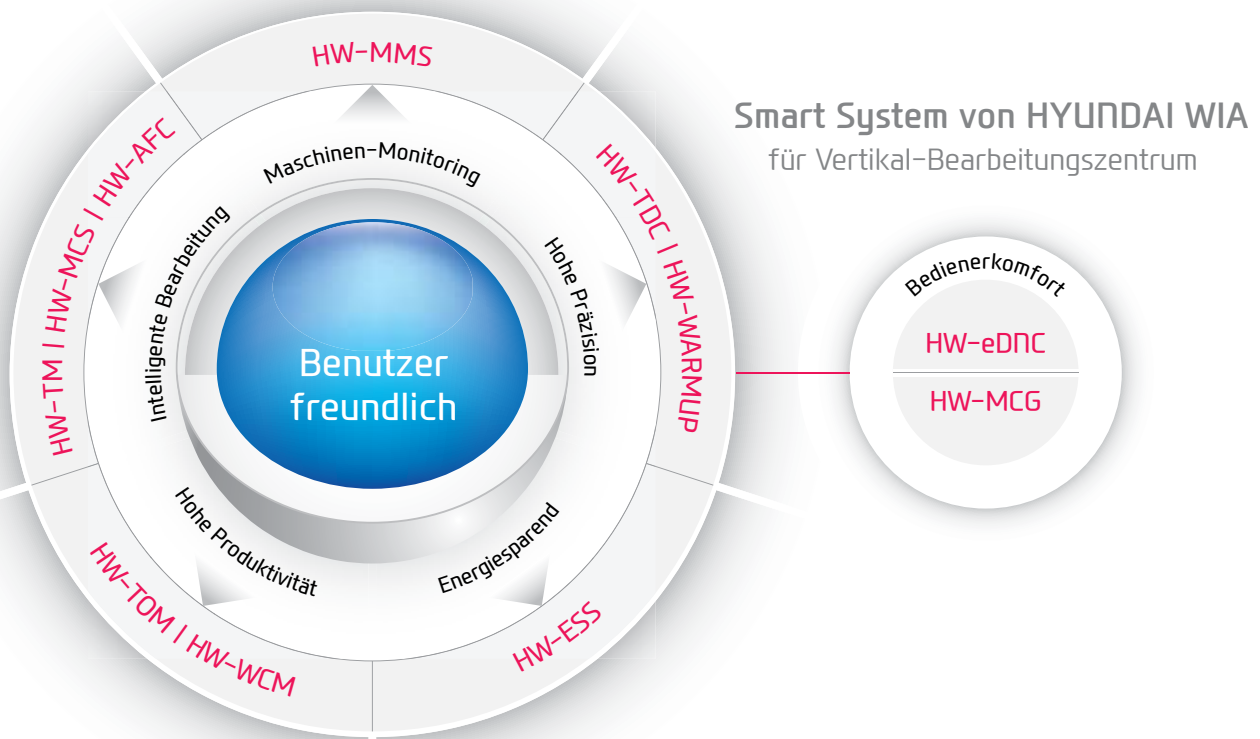 HW-MMS
HW-TM | HW-MCS | HW-AFC
HW-TDC | HW-WARMUP
Maschinen-Monitoring
Intelligente Bearbeitung
Hohe Präzision
Benutzer
freundlich
Hohe Produktivität
Energiesparend
HW-TOM | HW-WCM
HW-ESS
Smart System von HYUNDAI WIA
für Vertikal-Bearbeitungszentrum
Bedienerkomfort
HW-eDNC
HW-MCG